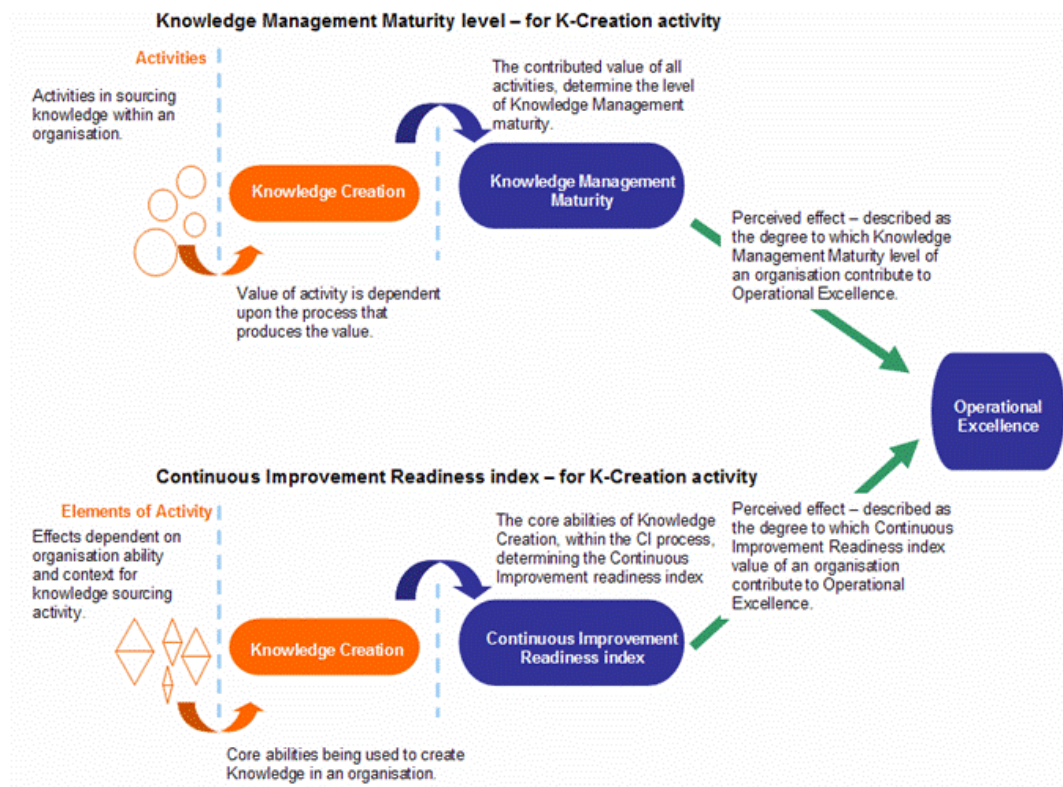 Knowledge Management Maturity level – for K-Creation activity
Activities
Activities in sourcing
knowledge within an
organisation.
The contributed value of all
activities, determine the level
of Knowledge Management
maturity.
Knowledge Creation
Knowledge Management
Maturity
Value of activity is dependent
upon the process that
produces the value.
Perceived effect – described as
the degree to which Knowledge
Management Maturity level of
an organisation contribute to
Operational Excellence.
Operational
Excellence
Continuous Improvement Readiness index – for K-Creation activity
Elements of Activity
Effects dependent on
organisation ability
and context for
knowledge sourcing
activity.
The core abilities of Knowledge
Creation, within the CI process,
determining the Continuous
Improvement readiness index
Knowledge Creation
Continuous Improvement
Readiness index
Core abilities being used to create
Knowledge in an organisation.
Perceived effect – described as
the degree to which Continuous
Improvement Readiness index
value of an organisation
contribute to Operational
Excellence.